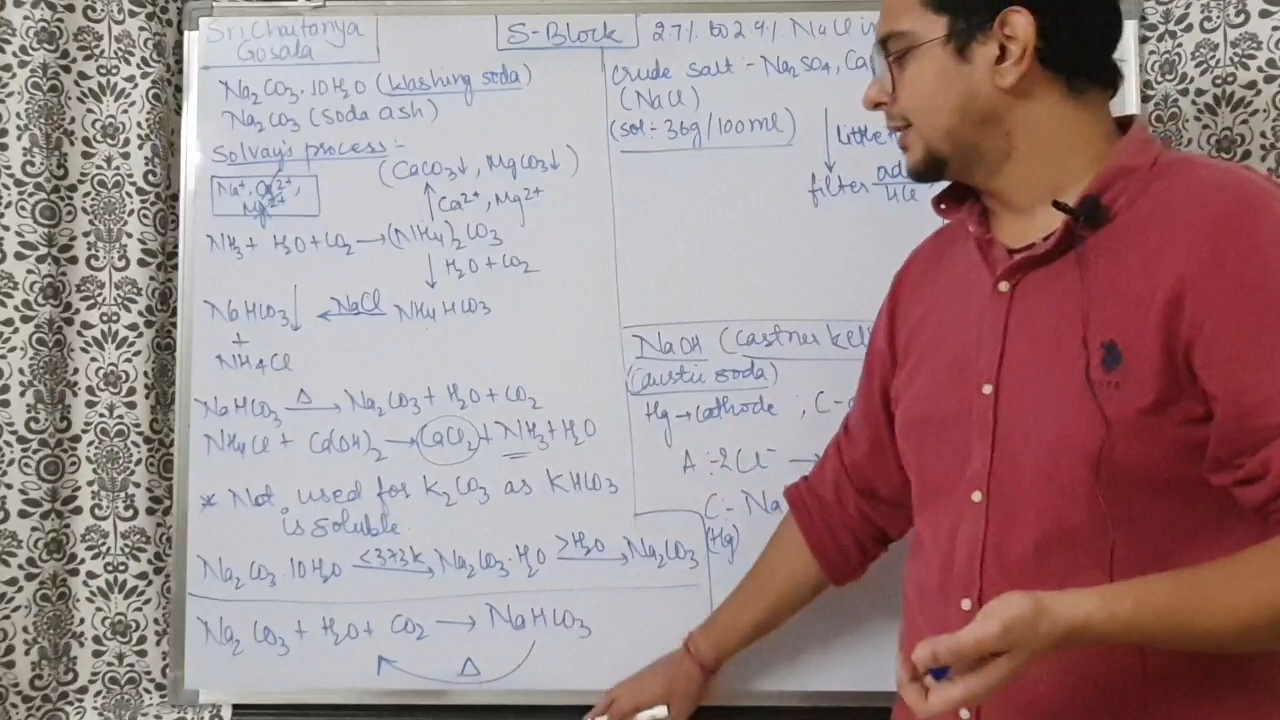 Sri Chaitanya
Gosala
S-Block
Na2CO3.10H2O (Washing soda)
Na2CO3 (Soda ash)
Solvay's process:-
(CaCO3↓, MgCO3↓)
Na+, Ca2+,
Mg2+
↑ Ca2+, Mg2+
NH3 + H2O + CO2 → (NH4)2CO3
↓ H2O + CO2
NaHCO3↓ ← NaCl NH4HCO3
+
NH4Cl
NaHCO3 Δ→ Na2CO3 + H2O + CO2
NH4Cl + Ca(OH)2 → CaCl2 + NH3 + H2O
* Not used for K2CO3 as KHCO3
is soluble.
Na2CO3.10H2O <373K→ Na2CO3.H2O >H2O→ Na2CO3
Na2CO3 + H2O + CO2 → NaHCO3
Δ
2.7% to 2.9% NaCl in
Crude salt :- Na2SO4, Ca
(NaCl)
(sol:- 36g/100ml)
↓ little
filter
HCl
NaOH (Castner
(Caustic soda)
Hg → Cathode ; C-
A :- 2Cl- →
C:- Na
(Hg)